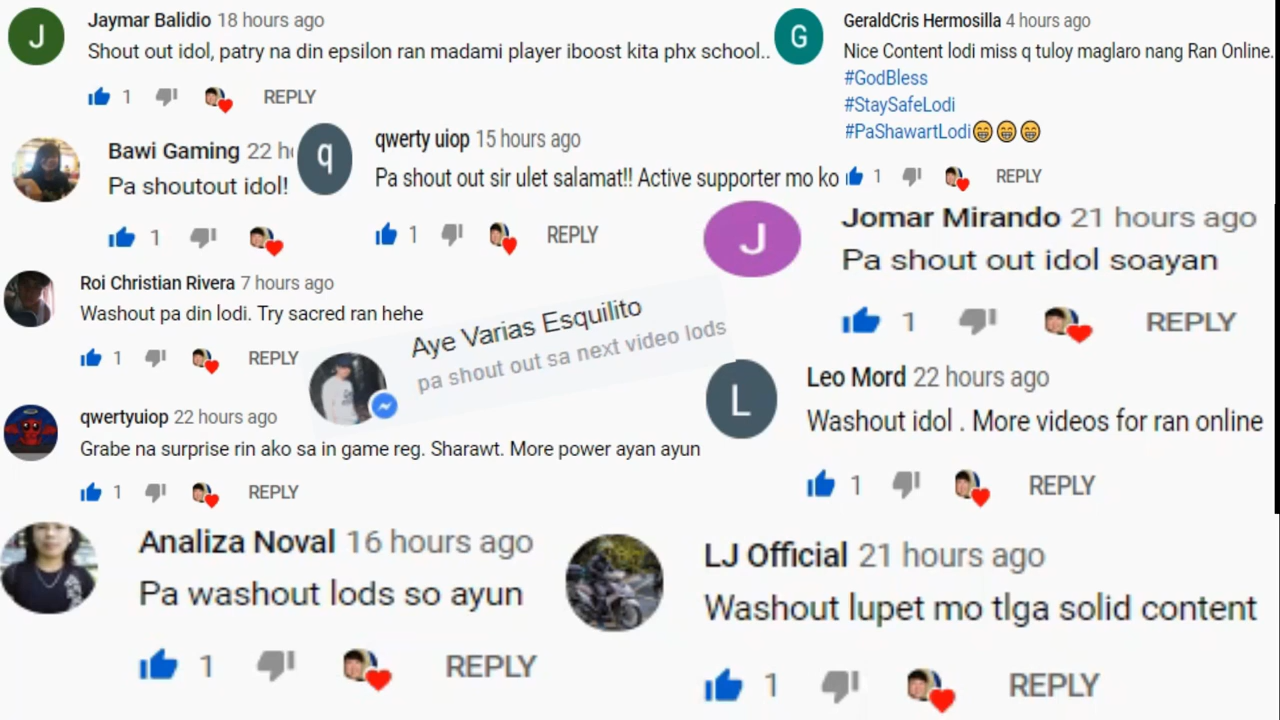 J
Jaymar Balidio 18 hours ago
Shout out idol, patry na din epsilon ran madami player iboost kita phx school..
1 REPLY
G
GeraldCris Hermosilla 4 hours ago
Nice Content lodi miss q tuloy maglaro nang Ran Online.
#GodBless
#StaySafeLodi
#PaShawartLodi😁😁😁
1 REPLY
Bawi Gaming 22 h
Pa shoutout idol!
1
q
qwerty uiop 15 hours ago
Pa shout out sir ulet salamat!! Active supporter mo ko
1 REPLY
J
Jomar Mirando 21 hours ago
Pa shout out idol soayan
1 REPLY
Roi Christian Rivera 7 hours ago
Washout pa din lodi. Try sacred ran hehe
1 REPLY
Aye Varias Esquilito
pa shout out sa next video lods
L
Leo Mord 22 hours ago
Washout idol . More videos for ran online
1 REPLY
qwertyuiop 22 hours ago
Grabe na surprise rin ako sa in game reg. Sharawt. More power ayan ayun
1 REPLY
Analiza Noval 16 hours ago
Pa washout lods so ayun
1 REPLY
LJ Official 21 hours ago
Washout lupet mo tlga solid content
1 REPLY